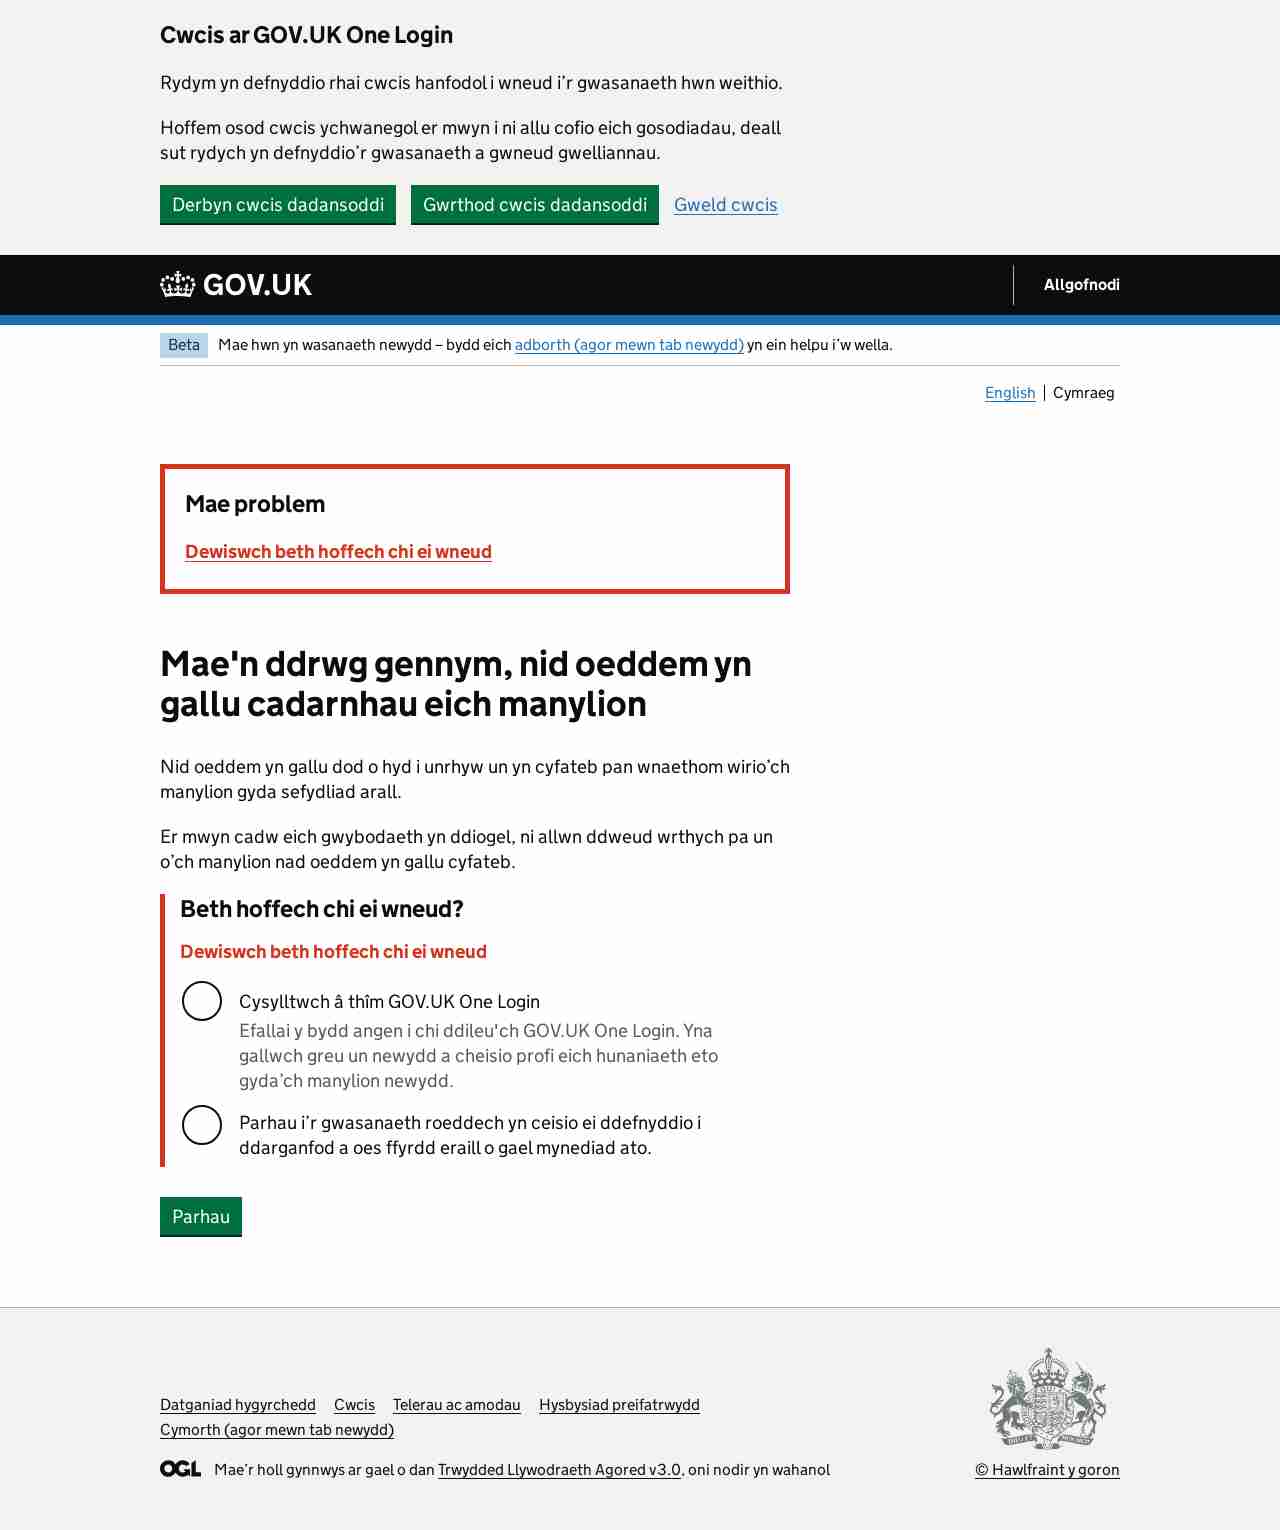 Cwcis ar GOV.UK One Login
Rydym yn defnyddio rhai cwcis hanfodol i wneud i’r gwasanaeth hwn weithio.
Hoffem osod cwcis ychwanegol er mwyn i ni allu cofio eich gosodiadau, deall
sut rydych yn defnyddio’r gwasanaeth a gwneud gwelliannau.
Derbyn cwcis dadansoddi
Gwrthod cwcis dadansoddi
Gweld cwcis
GOV.UK
Allgofnodi
Beta
Mae hwn yn wasanaeth newydd – bydd eich adborth (agor mewn tab newydd) yn ein helpu i’w wella.
English
Cymraeg
Mae problem
Dewiswch beth hoffech chi ei wneud
Mae'n ddrwg gennym, nid oeddem yn
gallu cadarnhau eich manylion
Nid oeddem yn gallu dod o hyd i unrhyw un yn cyfateb pan wnaethom wirio’ch
manylion gyda sefydliad arall.
Er mwyn cadw eich gwybodaeth yn ddiogel, ni allwn ddweud wrthych pa un
o’ch manylion nad oeddem yn gallu cyfateb.
Beth hoffech chi ei wneud?
Dewiswch beth hoffech chi ei wneud
Cysylltwch â thîm GOV.UK One Login
Efallai y bydd angen i chi ddileu'ch GOV.UK One Login. Yna
gallwch greu un newydd a cheisio profi eich hunaniaeth eto
gyda’ch manylion newydd.
Parhau i’r gwasanaeth roeddech yn ceisio ei ddefnyddio i
ddarganfod a oes ffyrdd eraill o gael mynediad ato.
Parhau
Datganiad hygyrchedd
Cwcis
Telerau ac amodau
Hysbysiad preifatrwydd
Cymorth (agor mewn tab newydd)
OGL
Mae’r holl gynnwys ar gael o dan Trwydded Llywodraeth Agored v3.0, oni nodir yn wahanol
© Hawlfraint y goron